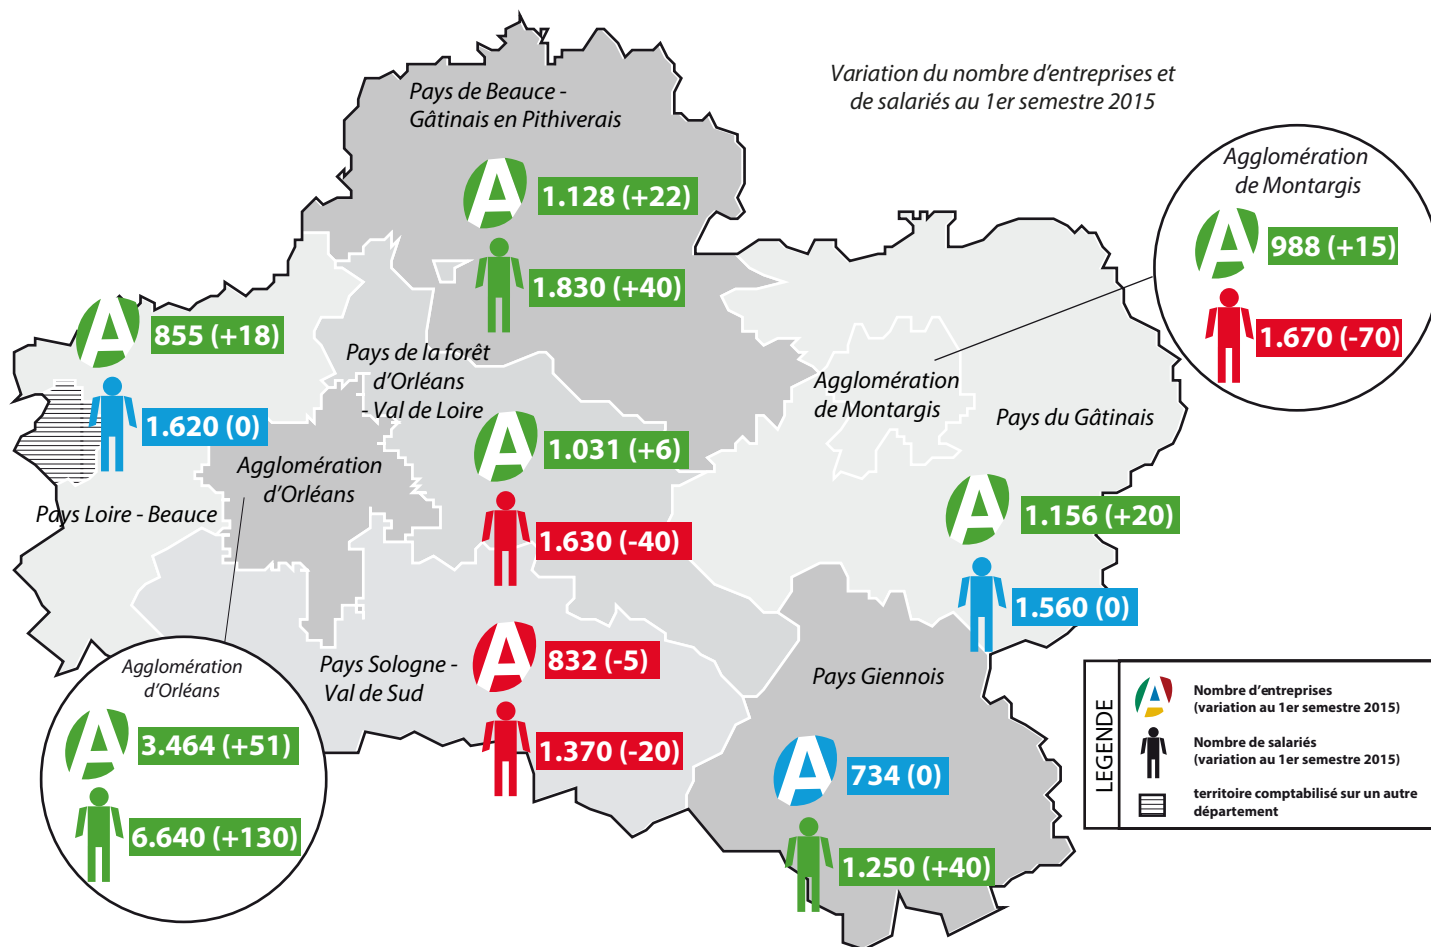 Variation du nombre d'entreprises et
de salariés au 1er semestre 2015
Pays de Beauce -
Gâtinais en Pithiverais
1.128 (+22)
1.830 (+40)
Agglomération
de Montargis
988 (+15)
1.670 (-70)
855 (+18)
1.620 (0)
Pays Loire - Beauce
Pays de la forêt
d'Orléans
- Val de Loire
1.031 (+6)
1.630 (-40)
Agglomération
d'Orléans
Agglomération
de Montargis
Pays du Gâtinais
1.156 (+20)
1.560 (0)
Agglomération
d'Orléans
3.464 (+51)
6.640 (+130)
Pays Sologne -
Val de Sud
832 (-5)
1.370 (-20)
Pays Giennois
734 (0)
1.250 (+40)
LEGENDE
Nombre d'entreprises
(variation au 1er semestre 2015)
Nombre de salariés
(variation au 1er semestre 2015)
territoire comptabilisé sur un autre
département